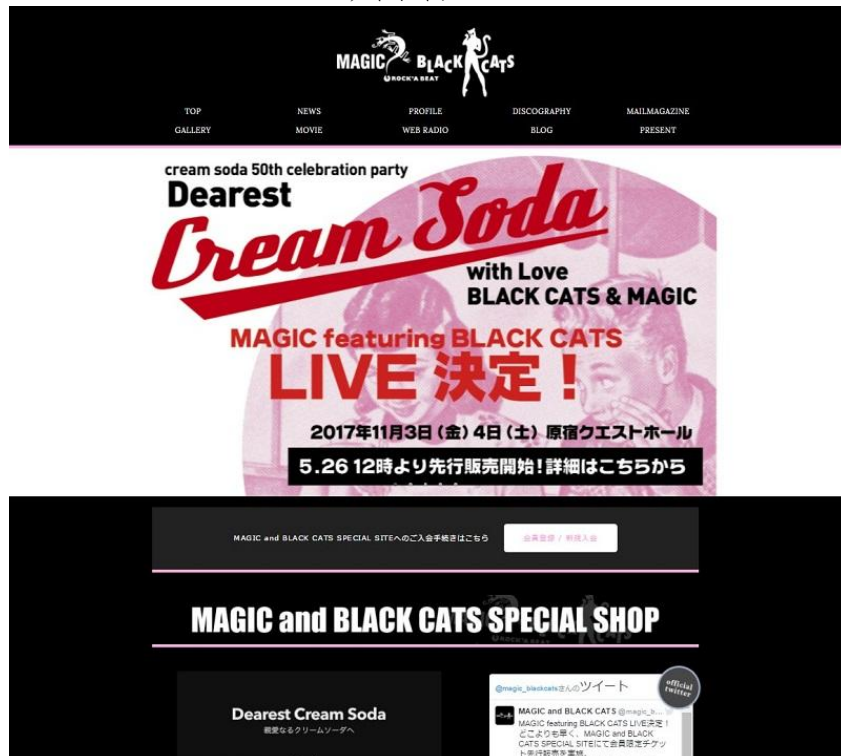 MAGIC BLACK CATS
ROCK'A BEAT
TOP NEWS PROFILE DISCOGRAPHY MAILMAGAZINE
GALLERY MOVIE WEB RADIO BLOG PRESENT
cream soda 50th celebration party
Dearest
Cream Soda
with Love
BLACK CATS & MAGIC
MAGIC featuring BLACK CATS
LIVE 決定！
2017年11月3日（金）4日（土）原宿クエストホール
5.26 12時より先行販売開始！詳細はこちらから
MAGIC and BLACK CATS SPECIAL SITEへのご入会手続きはこちら 会員登録 / 新規入会
MAGIC and BLACK CATS SPECIAL SHOP
Dearest Cream Soda
親愛なるクリームソーダへ
@magic_blackcatsさんのツイート
official
twitter
MAGIC and BLACK CATS @magic_b...
MAGIC featuring BLACK CATS LIVE決定！
どこよりも早く、MAGIC and BLACK
CATS SPECIAL SITEにて会員限定チケッ
ト先行販売を実施。